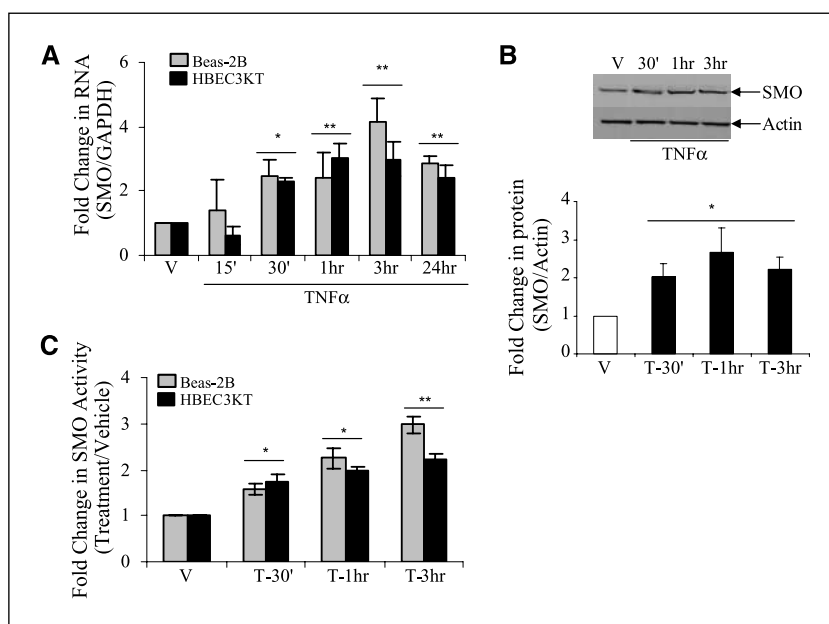 A
Fold Change in RNA
(SMO/GAPDH)
6
4
2
0
Beas-2B
HBEC3KT
*
**
**
**
V
15'
30'
1hr
3hr
24hr
TNFα
B
V 30' 1hr 3hr
SMO
Actin
TNFα
Fold Change in protein
(SMO/Actin)
4
3
2
1
0
*
V
T-30'
T-1hr
T-3hr
C
Fold Change in SMO Activity
(Treatment/Vehicle)
4
3
2
1
0
Beas-2B
HBEC3KT
*
*
**
V
T-30'
T-1hr
T-3hr